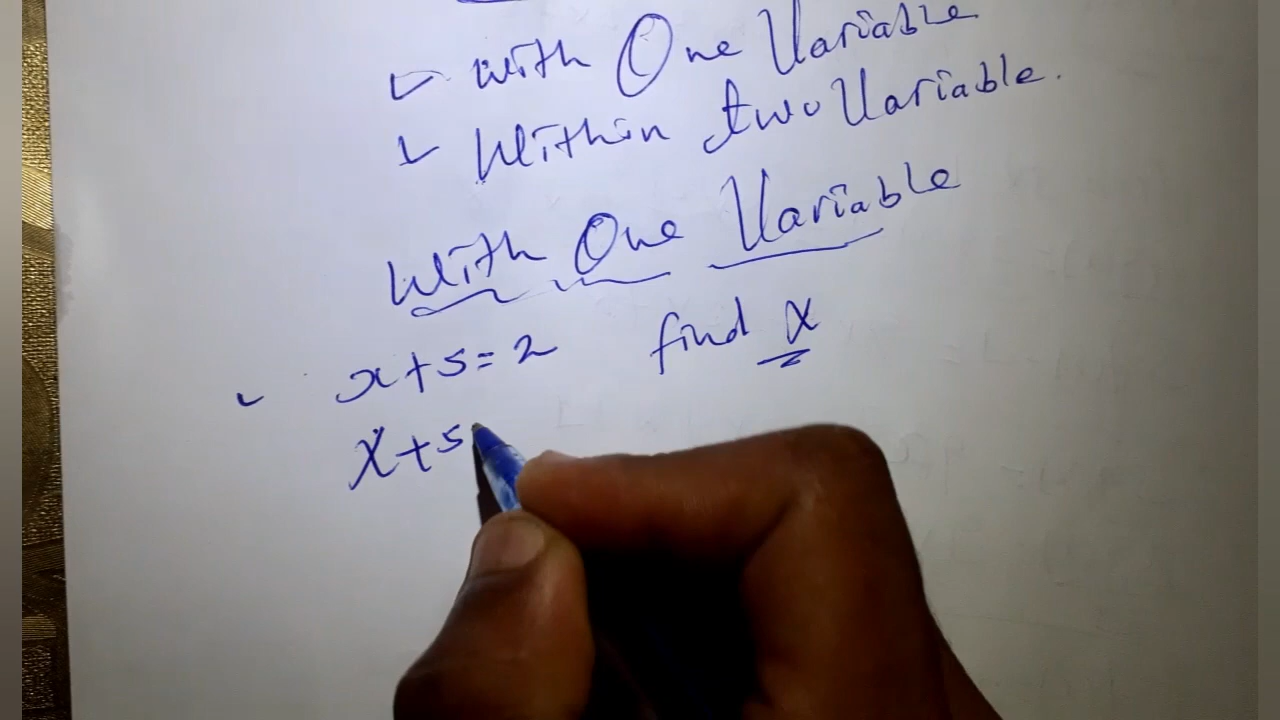 With One Variable
Within two Variable.
With One Variable
x+5=2 find x
x+5